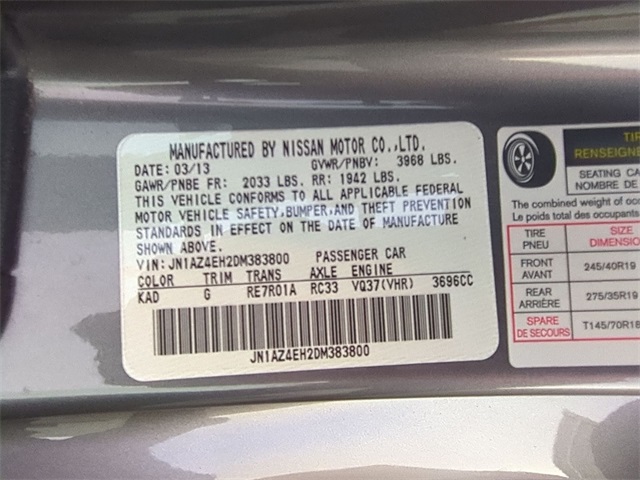 MANUFACTURED BY NISSAN MOTOR CO.,LTD.
DATE: 03/13 GVWR/PNBV: 3968 LBS.
GAWR/PNBE FR: 2033 LBS. RR: 1942 LBS.
THIS VEHICLE CONFORMS TO ALL APPLICABLE FEDERAL
MOTOR VEHICLE SAFETY,BUMPER,AND THEFT PREVENTION
STANDARDS IN EFFECT ON THE DATE OF MANUFACTURE
SHOWN ABOVE.
VIN: JN1AZ4EH2DM383800 PASSENGER CAR
COLOR TRIM TRANS AXLE ENGINE
KAD G RE7R01A RC33 VQ37(VHR) 3696CC
JN1AZ4EH2DM383800
RENSEIGNE
SEATING CA
NOMBRE DE
The combined weight of occ
Le poids total des occupants
TIRE SIZE
PNEU DIMENSIO
FRONT
AVANT 245/40R19
REAR
ARRIÈRE 275/35R19
SPARE
DE SECOURS T145/70R18